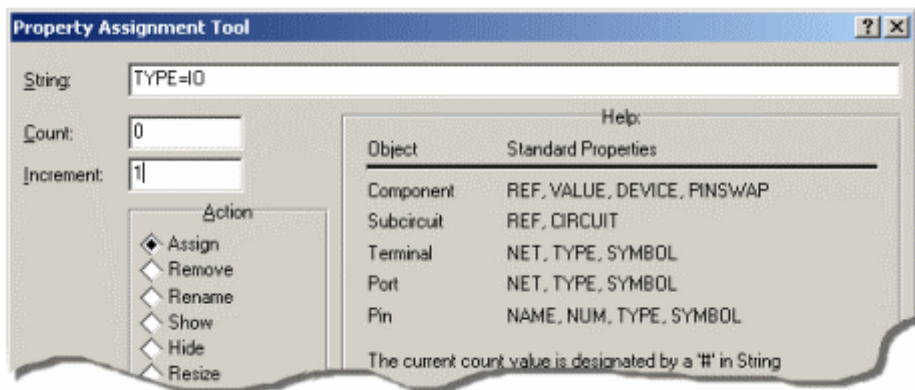 Property Assignment Tool
String: TYPE=IO
Count: 0
Increment: 1
Action
Assign
Remove
Rename
Show
Hide
Resize
Help:
Object Standard Properties
Component REF, VALUE, DEVICE, PINSWAP
Subcircuit REF, CIRCUIT
Terminal NET, TYPE, SYMBOL
Port NET, TYPE, SYMBOL
Pin NAME, NUM, TYPE, SYMBOL
The current count value is designated by a '#' in String